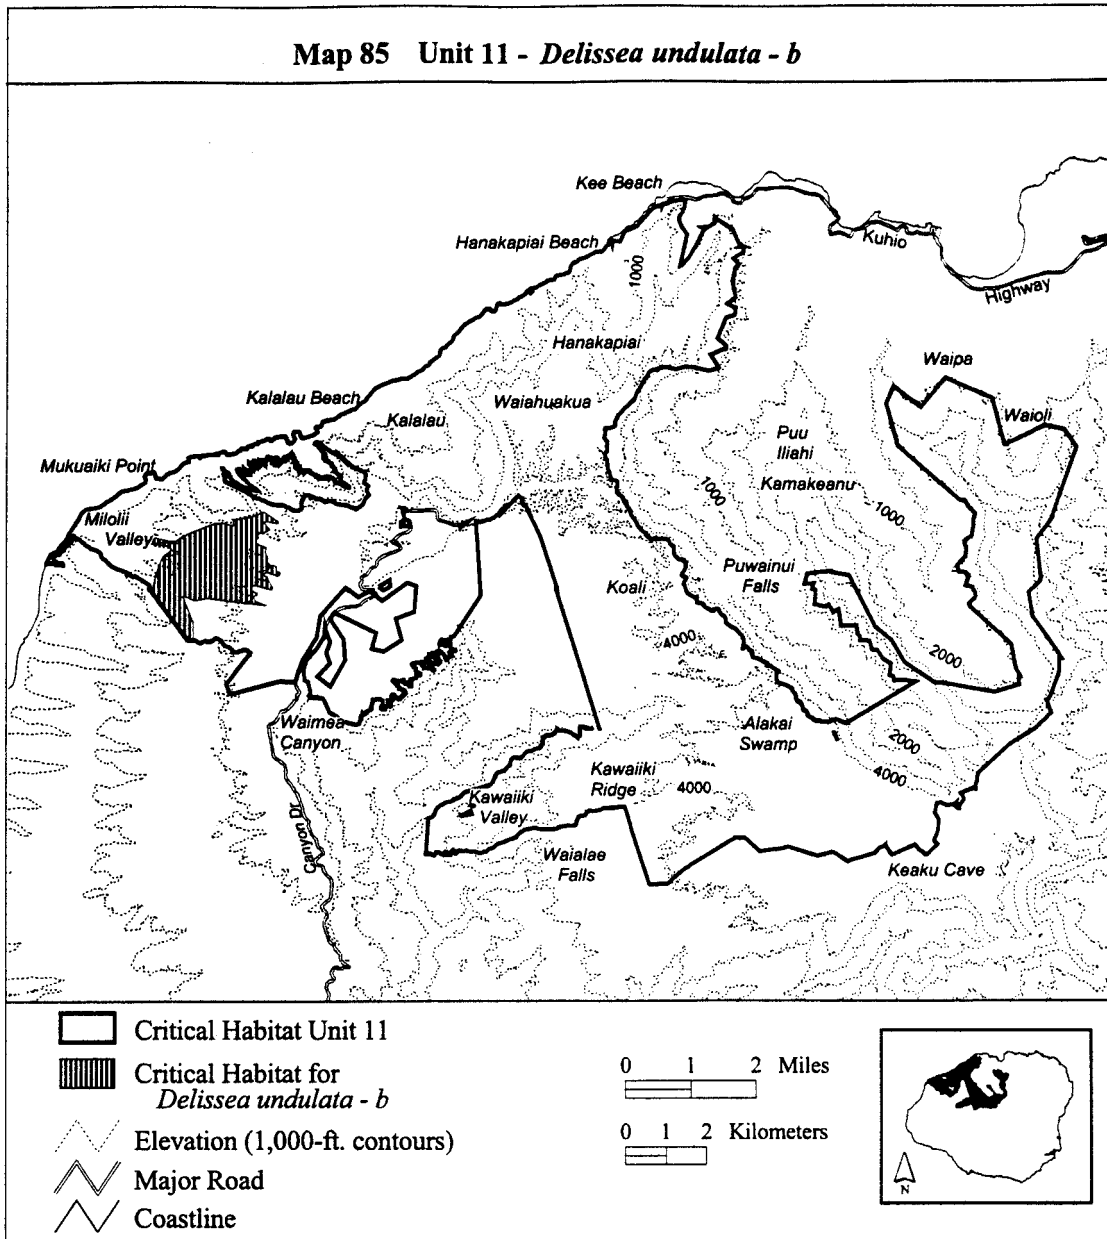 Map 85 Unit 11 - Delissea undulata - b
Kee Beach
Hanakapiai Beach
Kuhio
Highway
1000
Hanakapiai
Waipa
Kalalau Beach
Waiahuakua
Kalalau
Waioli
Puu
Iliahi
Mukuaiki Point
Kamakeanu
1000
1000
Milolii
Valley
Puwainui
Falls
Koali
4000
2000
Waimea
Canyon
Alakai
Swamp
2000
4000
Kawaiiki
Ridge
4000
Kawaiiki
Valley
Canyon Dr
Waialae
Falls
Keaku Cave
Critical Habitat Unit 11
Critical Habitat for
Delissea undulata - b
Elevation (1,000-ft. contours)
Major Road
Coastline
0 1 2 Miles
0 1 2 Kilometers
N